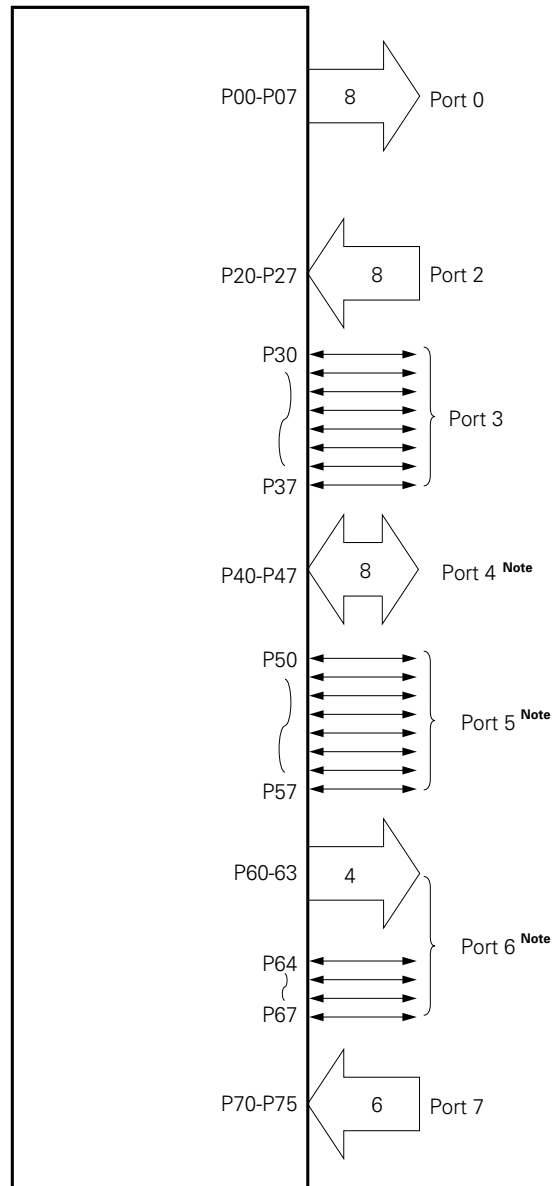 P00-P07 8 Port 0
P20-P27 8 Port 2
P30
Port 3
P37
P40-P47 8 Port 4 Note
P50
Port 5 Note
P57
P60-63 4
Port 6 Note
P64
P67
P70-P75 6 Port 7